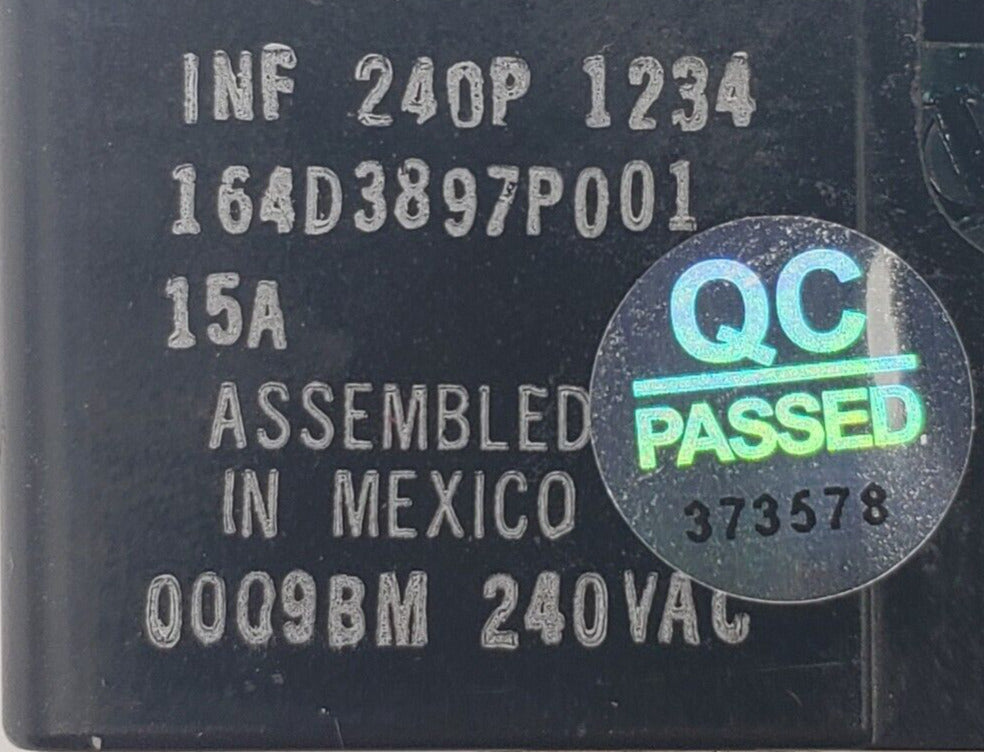 INF 240P 1234
164D3897P001
15A
ASSEMBLED
IN MEXICO
0009BM 240VAC
QC
PASSED
373578